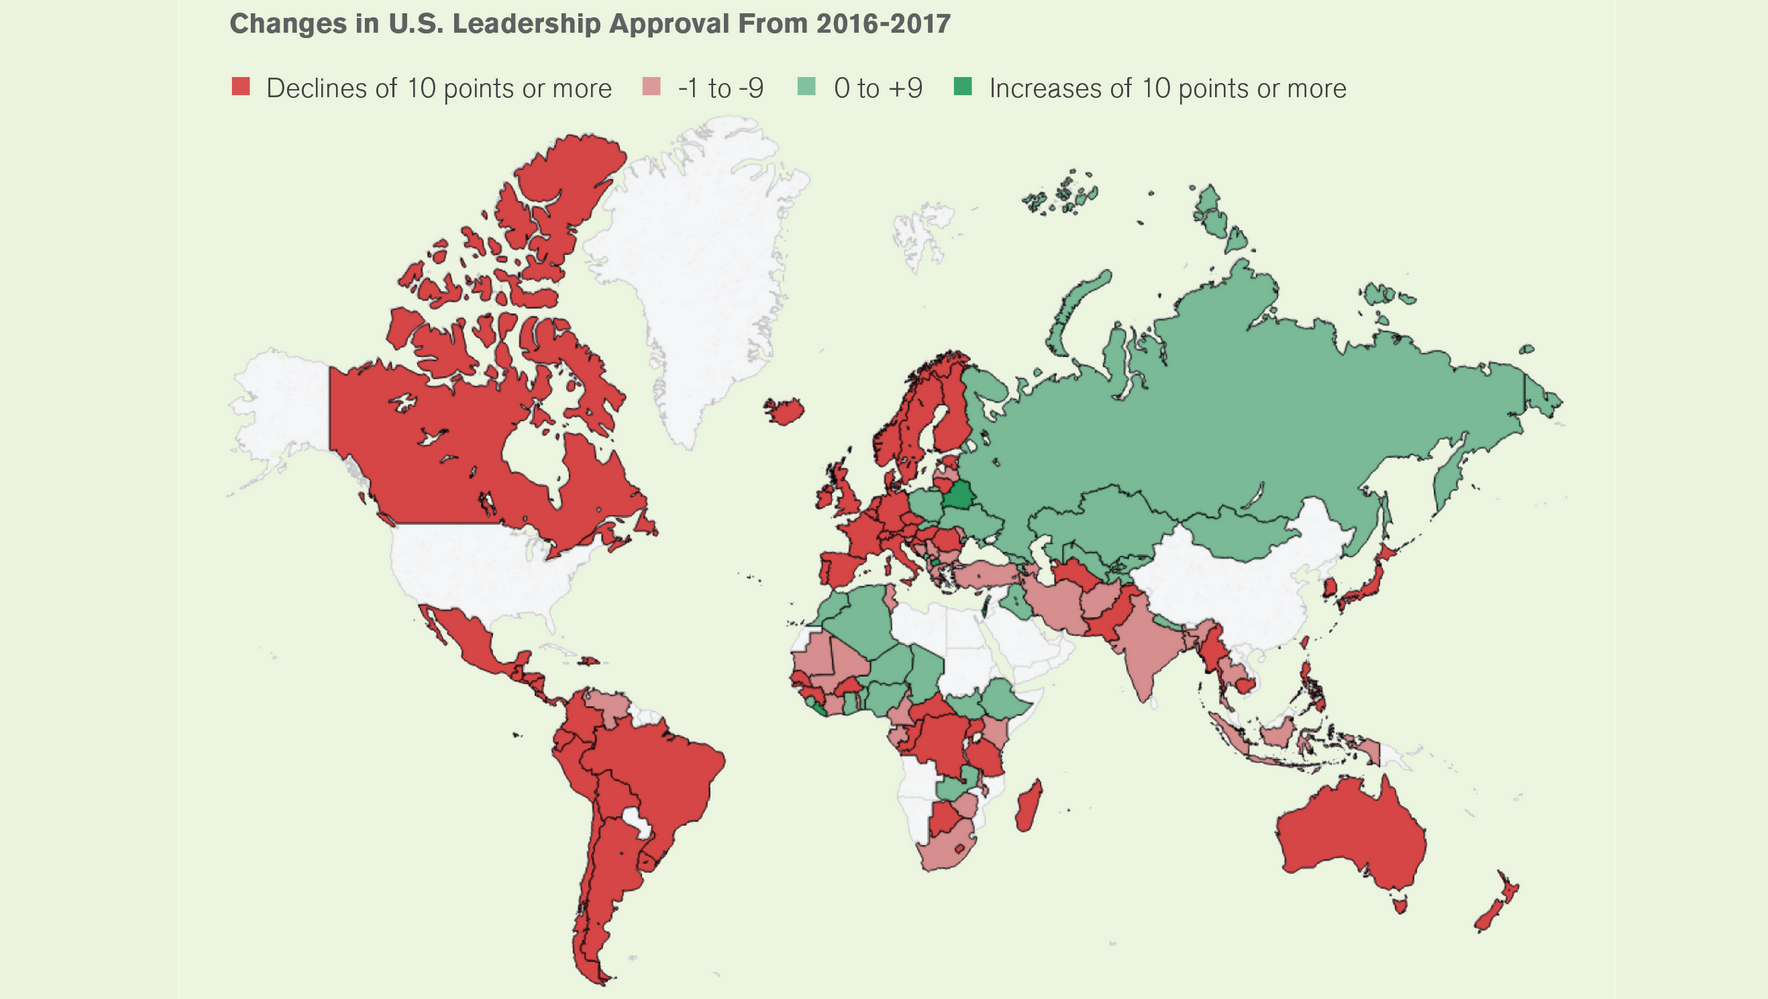 Changes in U.S. Leadership Approval From 2016-2017
Declines of 10 points or more -1 to -9 0 to +9 Increases of 10 points or more